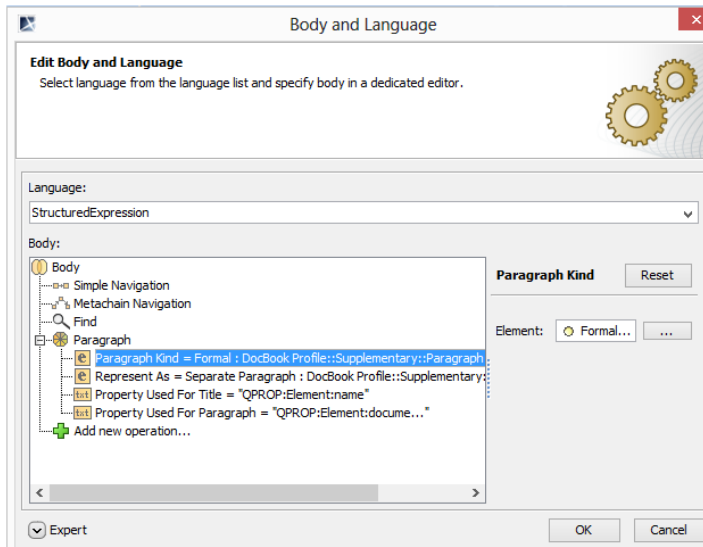 Body and Language
Edit Body and Language
Select language from the language list and specify body in a dedicated editor.
Language:
StructuredExpression
Body:
Body
Simple Navigation
Metachain Navigation
Find
Paragraph
e Paragraph Kind = Formal : DocBook Profile::Supplementary::Paragraph
e Represent As = Separate Paragraph : DocBook Profile::Supplementary:
txt Property Used For Title = "QPROP:Element:name"
txt Property Used For Paragraph = "QPROP:Element:docume..."
Add new operation...
Paragraph Kind Reset
Element: Formal... ...
Expert OK Cancel